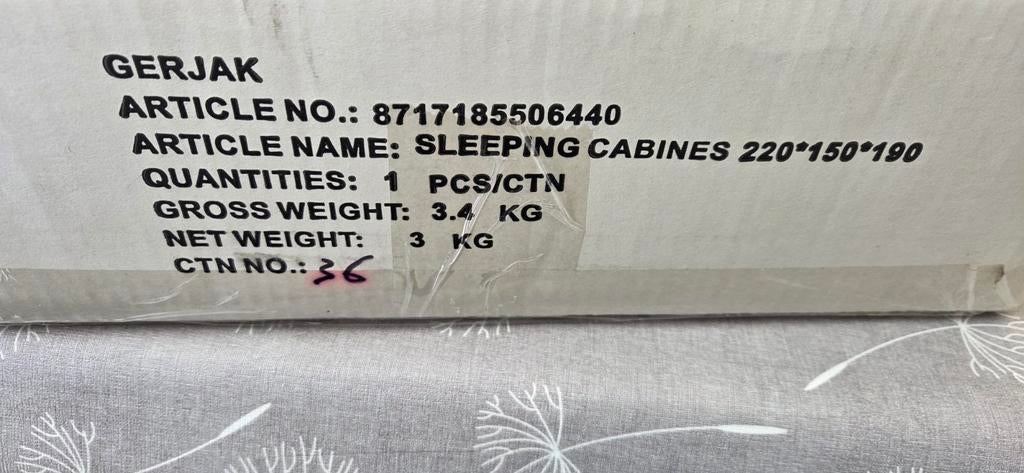 GERJAK
ARTICLE NO.: 8717185506440
ARTICLE NAME: SLEEPING CABINES 220*150*190
QUANTITIES: 1 PCS/CTN
GROSS WEIGHT: 3.4 KG
NET WEIGHT: 3 KG
CTN NO.: 36